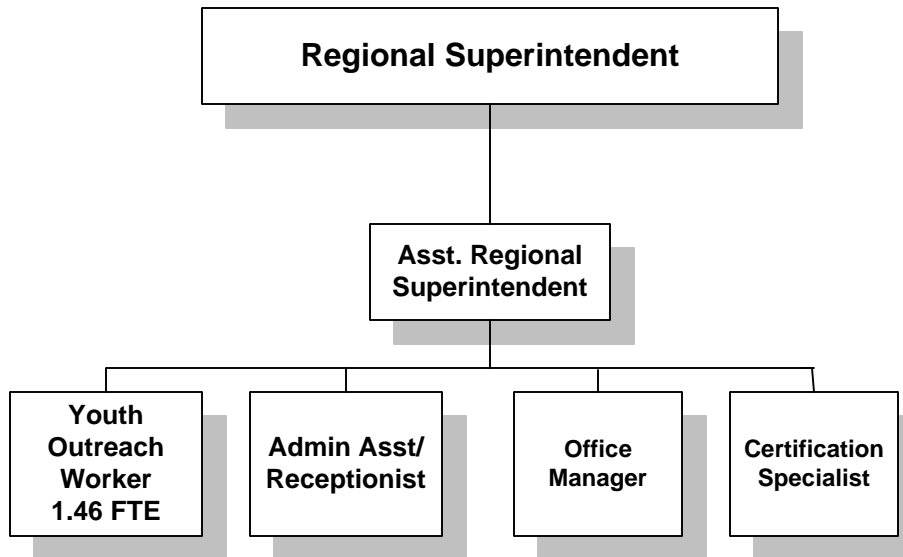 Regional Superintendent
Asst. Regional
Superintendent
Youth
Outreach
Worker
1.46 FTE
Admin Asst/
Receptionist
Office
Manager
Certification
Specialist